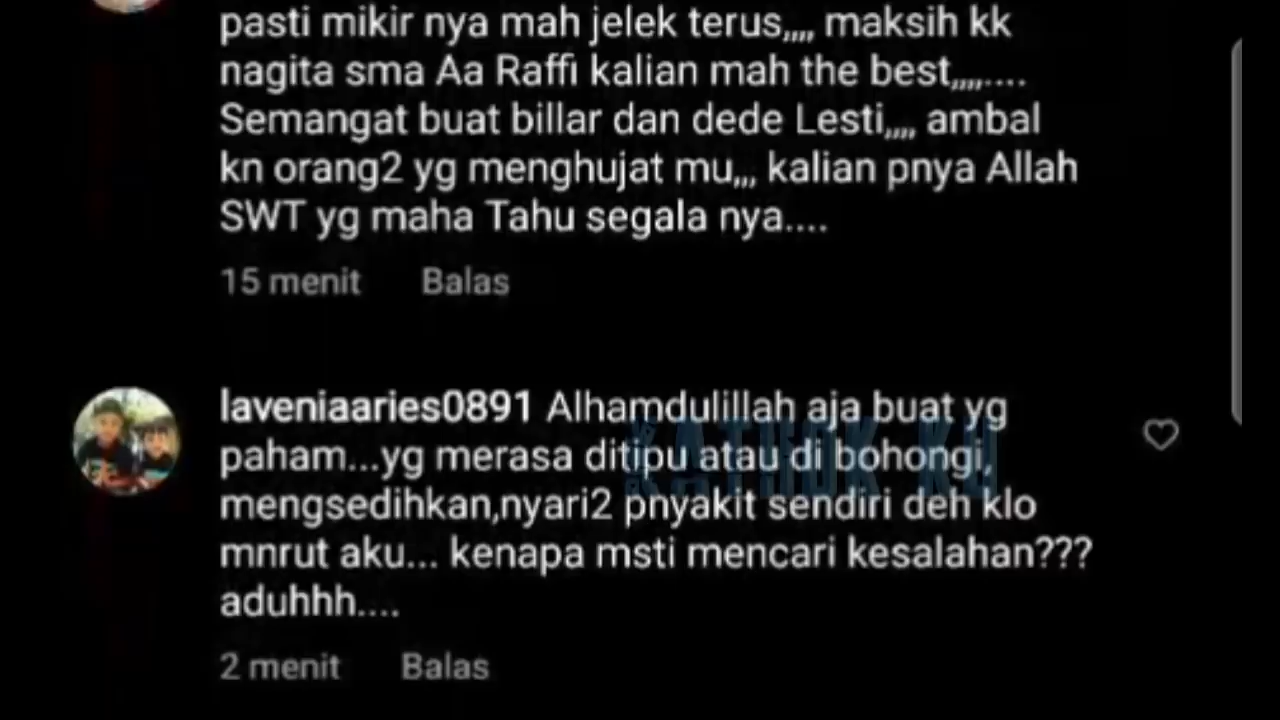 pasti mikir nya mah jelek terus,,,, maksih kk
nagita sma Aa Raffi kalian mah the best,,,,....
Semangat buat billar dan dede Lesti,,,, ambal
kn orang2 yg menghujat mu,,, kalian pnya Allah
SWT yg maha Tahu segala nya....
15 menit Balas
laveniaaries0891 Alhamdulillah aja buat yg
paham...yg merasa ditipu atau di bohongi,
KATHOK KU
mengsedihkan,nyari2 pnyakit sendiri deh klo
mnrut aku... kenapa msti mencari kesalahan???
aduhhh....
2 menit Balas